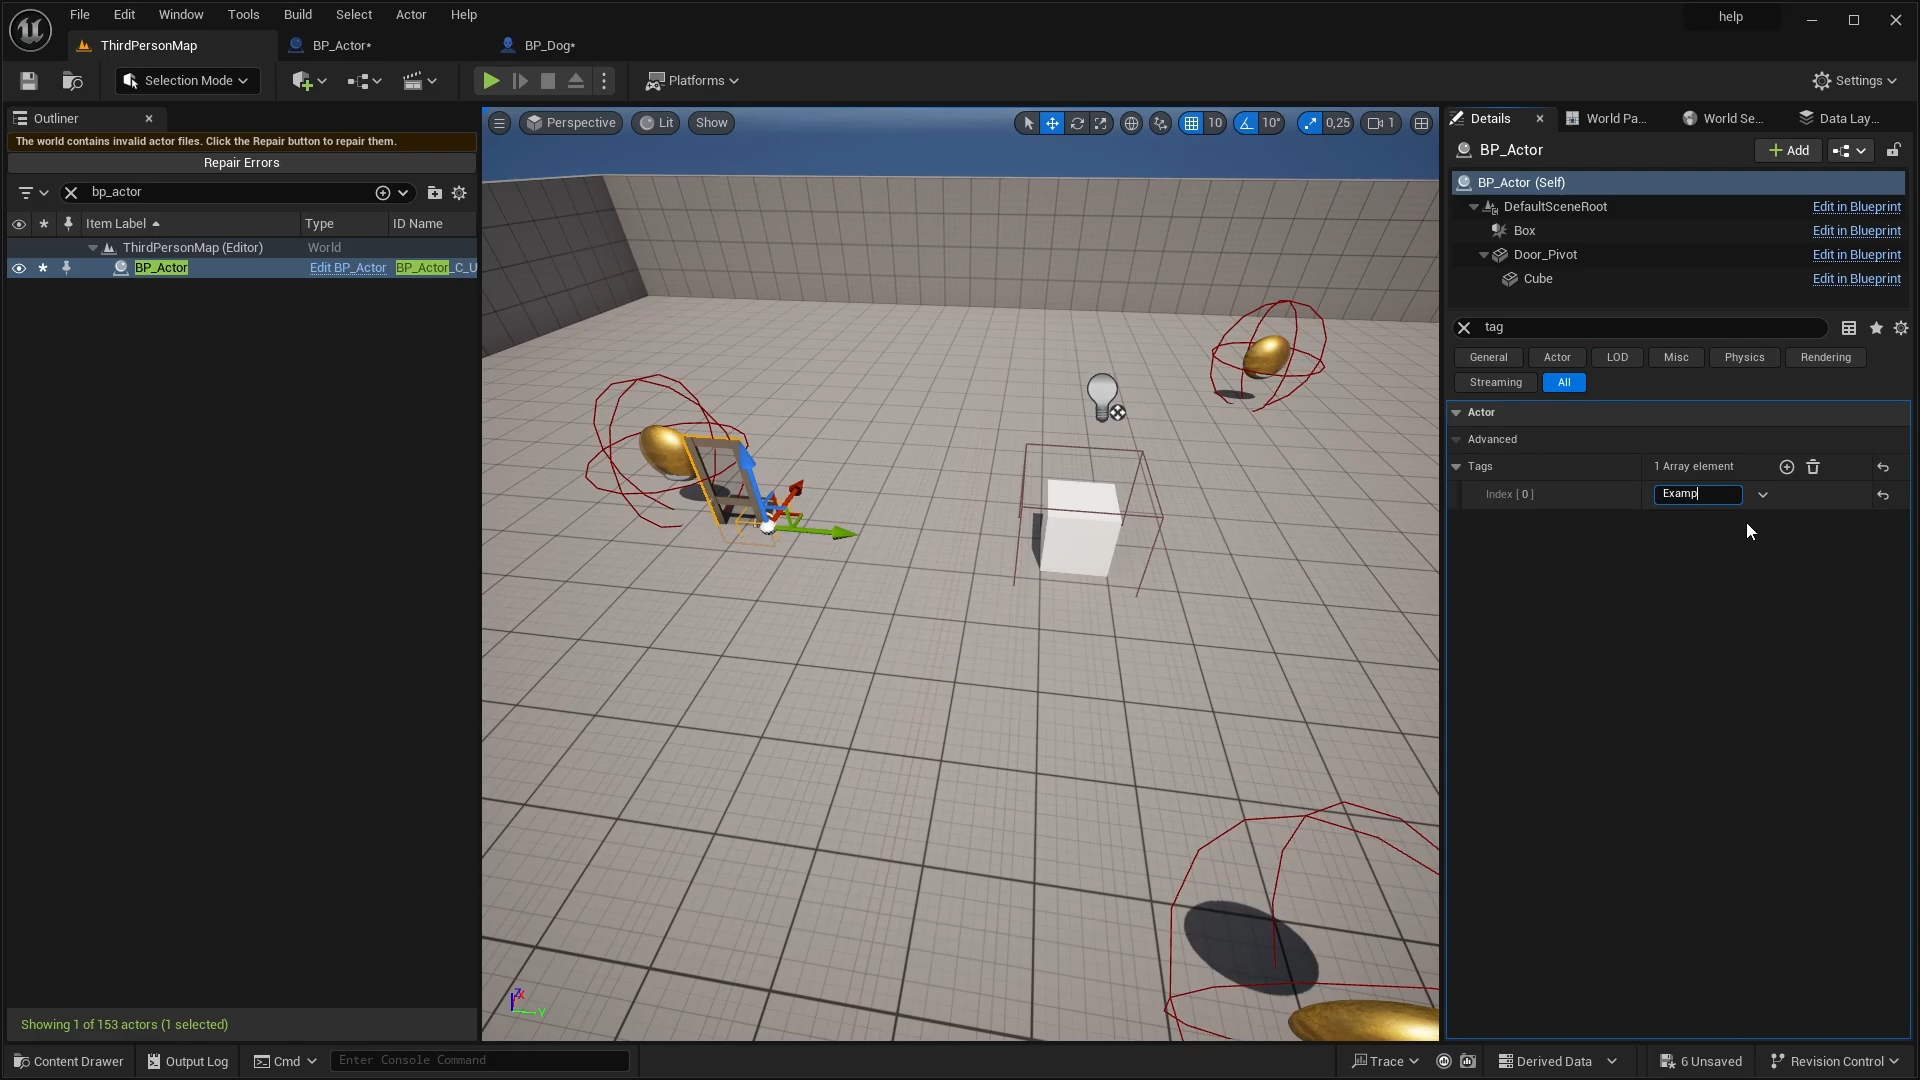 File Edit Window Tools Build Select Actor Help
help
ThirdPersonMap
BP_Actor*
BP_Dog*
Selection Mode
Platforms
Settings
Outliner
The world contains invalid actor files. Click the Repair button to repair them.
Repair Errors
bp_actor
Item Label Type ID Name
ThirdPersonMap (Editor) World
BP_Actor Edit BP_Actor BP_Actor_C_U
Showing 1 of 153 actors (1 selected)
Perspective Lit Show
10 10° 0,25 1
Z X Y
Details World Pa... World Se... Data Lay...
BP_Actor Add
BP_Actor (Self)
DefaultSceneRoot Edit in Blueprint
Box Edit in Blueprint
Door_Pivot Edit in Blueprint
Cube Edit in Blueprint
tag
General Actor LOD Misc Physics Rendering
Streaming All
Actor
Advanced
Tags 1 Array element
Index [ 0 ] Examp
Content Drawer Output Log Cmd Enter Console Command
Trace Derived Data 6 Unsaved Revision Control